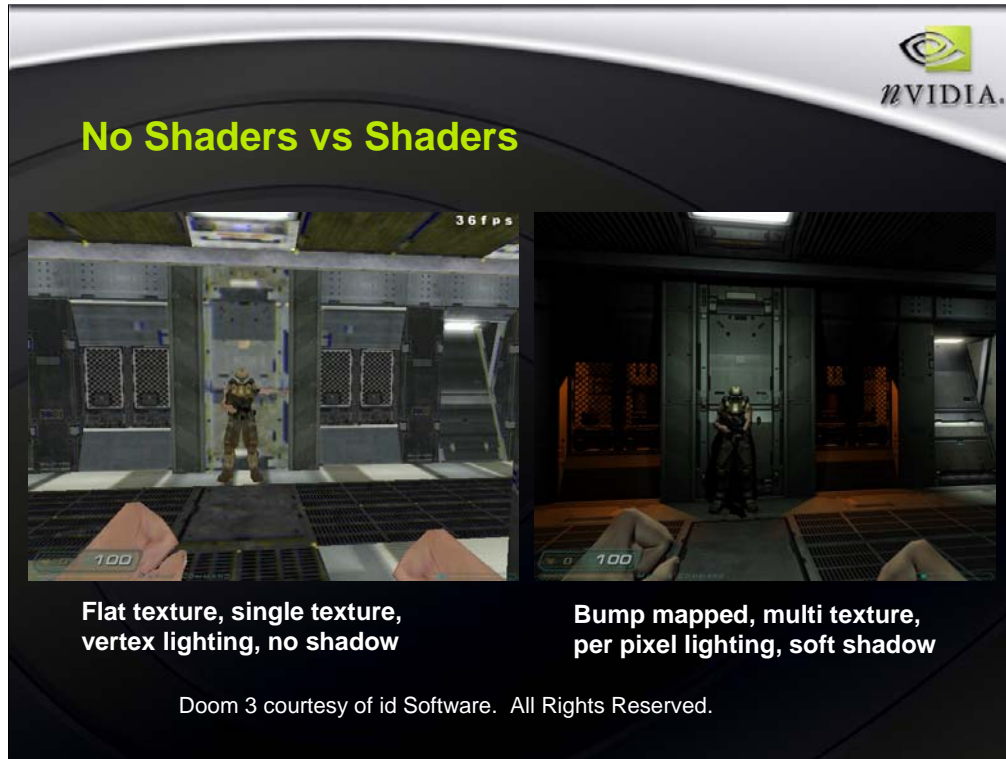 nVIDIA.
No Shaders vs Shaders
36fps
100
100
Flat texture, single texture,
vertex lighting, no shadow
Bump mapped, multi texture,
per pixel lighting, soft shadow
Doom 3 courtesy of id Software. All Rights Reserved.